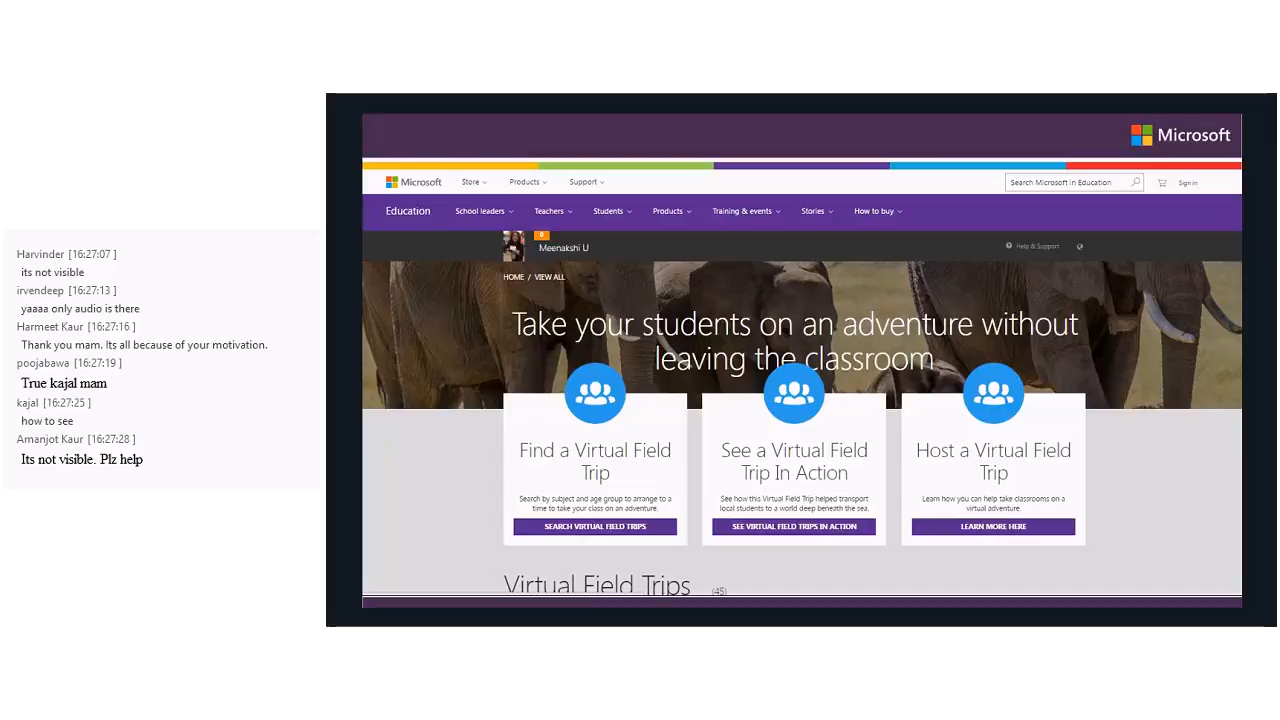 Harvinder [16:27:07 ]
its not visible
irvendeep [16:27:13 ]
yaaaa only audio is there
Harmeet Kaur [16:27:16 ]
Thank you mam. Its all because of your motivation.
poojabawa [16:27:19 ]
True kajal mam
kajal [16:27:25 ]
how to see
Amanjot Kaur [16:27:28 ]
Its not visible. Plz help
Microsoft
Microsoft Store Products Support Search Microsoft in Education Sign in
Education School leaders Teachers Students Products Training & events Stories How to buy
Meenakshi U Help & Support
HOME / VIEW ALL
Take your students on an adventure without
leaving the classroom
Find a Virtual Field
Trip
Search by subject and age group to arrange to a
time to take your class on an adventure.
SEARCH VIRTUAL FIELD TRIPS
See a Virtual Field
Trip In Action
See how this Virtual Field Trip helped transport
local students to a world deep beneath the sea.
SEE VIRTUAL FIELD TRIPS IN ACTION
Host a Virtual Field
Trip
Learn how you can help take classrooms on a
virtual adventure.
LEARN MORE HERE
Virtual Field Trips (45)